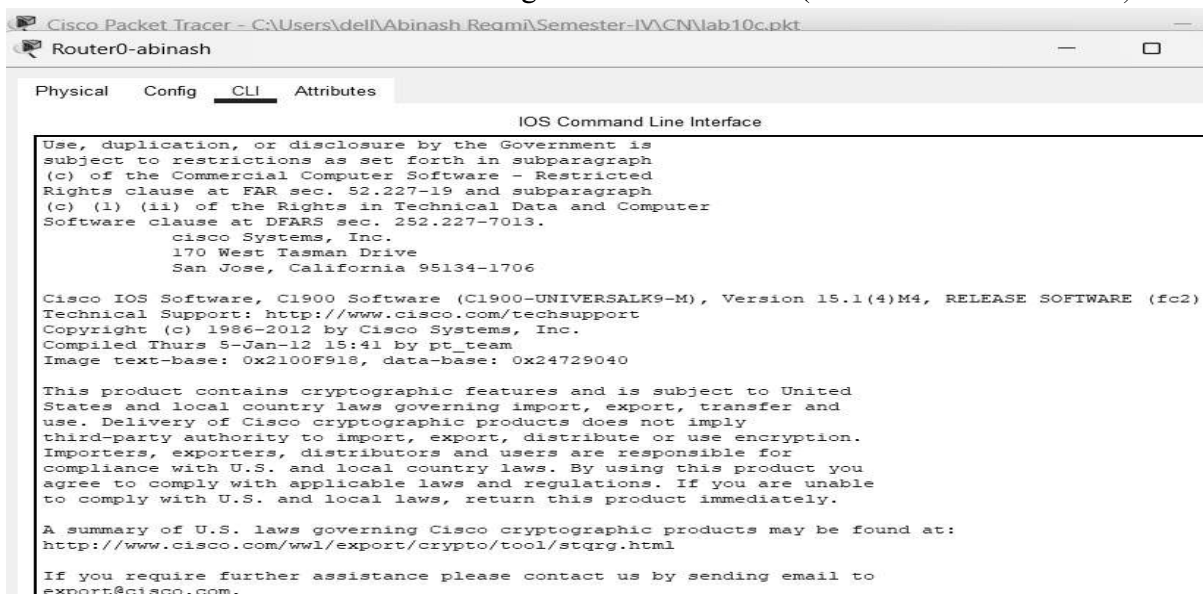 Cisco Packet Tracer - C:\Users\dell\Abinash Regmi\Semester-IV\CN\lab10c.pkt
Router0-abinash
Physical Config CLI Attributes
IOS Command Line Interface
Use, duplication, or disclosure by the Government is
subject to restrictions as set forth in subparagraph
(c) of the Commercial Computer Software - Restricted
Rights clause at FAR sec. 52.227-19 and subparagraph
(c) (1) (ii) of the Rights in Technical Data and Computer
Software clause at DFARS sec. 252.227-7013.
cisco Systems, Inc.
170 West Tasman Drive
San Jose, California 95134-1706
Cisco IOS Software, C1900 Software (C1900-UNIVERSALK9-M), Version 15.1(4)M4, RELEASE SOFTWARE (fc2)
Technical Support: http://www.cisco.com/techsupport
Copyright (c) 1986-2012 by Cisco Systems, Inc.
Compiled Thurs 5-Jan-12 15:41 by pt_team
Image text-base: 0x2100F918, data-base: 0x24729040
This product contains cryptographic features and is subject to United
States and local country laws governing import, export, transfer and
use. Delivery of Cisco cryptographic products does not imply
third-party authority to import, export, distribute or use encryption.
Importers, exporters, distributors and users are responsible for
compliance with U.S. and local country laws. By using this product you
agree to comply with applicable laws and regulations. If you are unable
to comply with U.S. and local laws, return this product immediately.
A summary of U.S. laws governing Cisco cryptographic products may be found at:
http://www.cisco.com/wwl/export/crypto/tool/stqrg.html
If you require further assistance please contact us by sending email to
export@cisco.com.